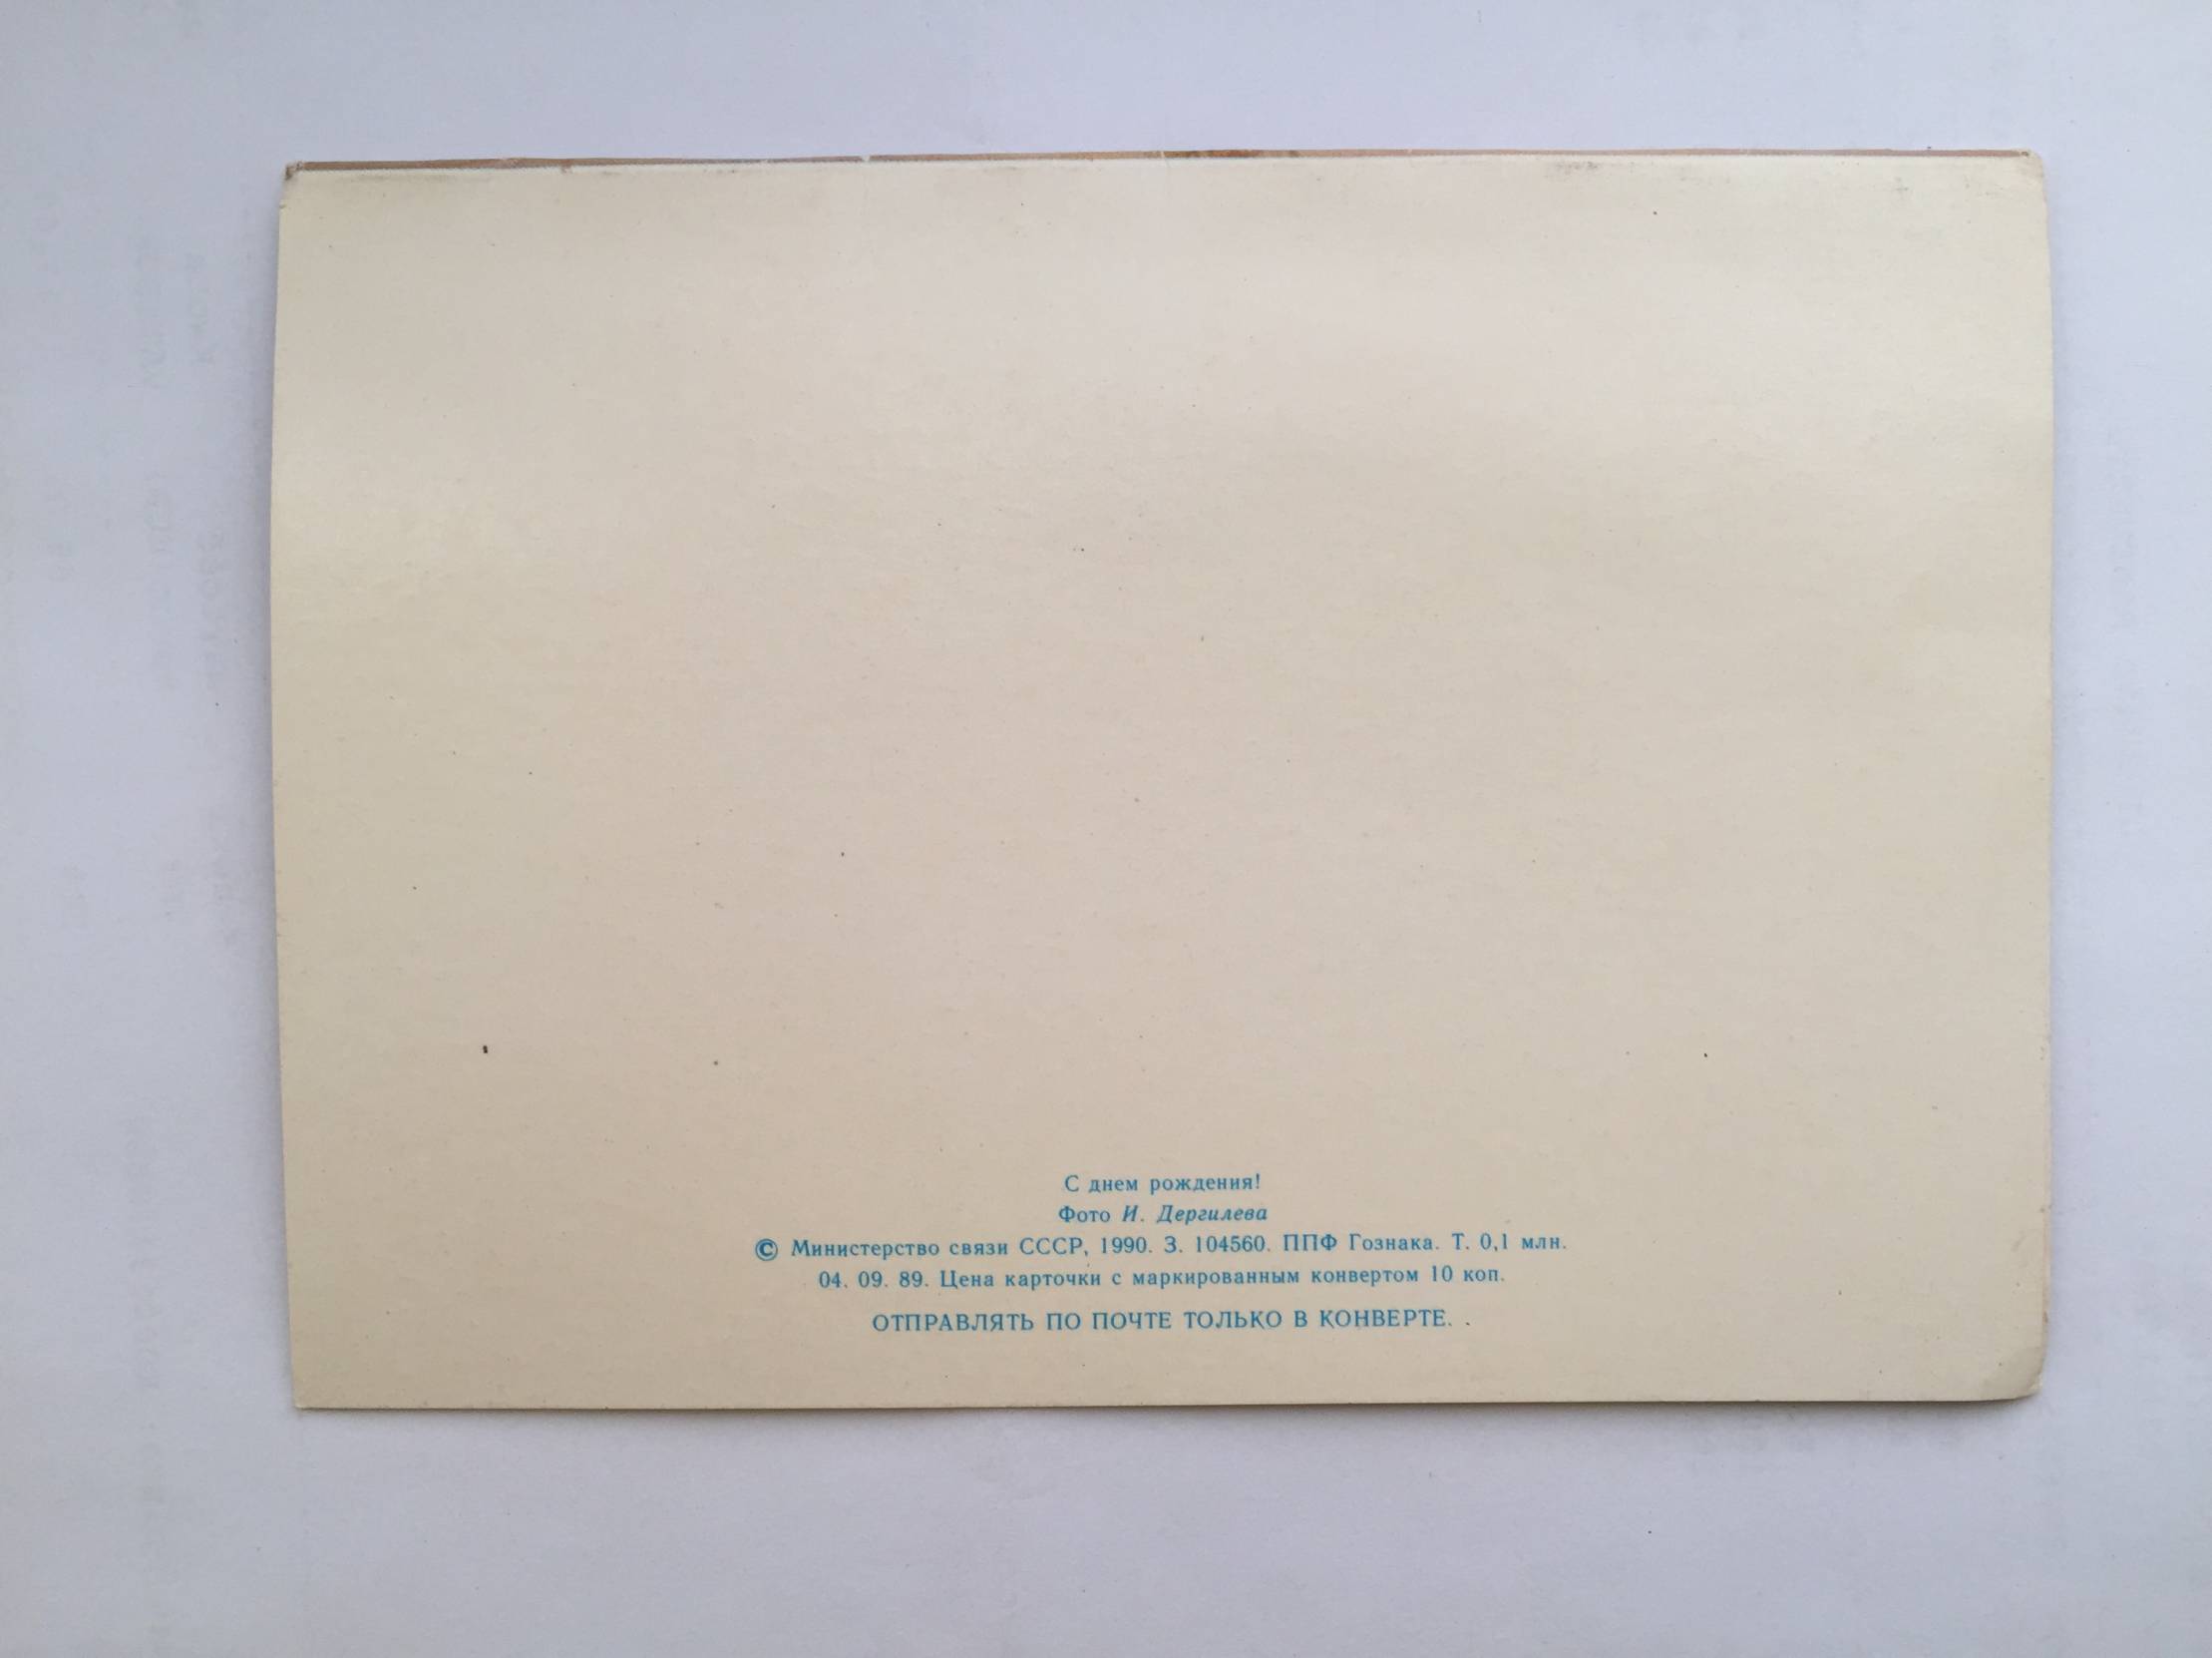 С днем рождения!
Фото И. Дергилева
© Министерство связи СССР, 1990. З. 104560. ППФ Гознака. Т. 0,1 млн.
04. 09. 89. Цена карточки с маркированным конвертом 10 коп.
ОТПРАВЛЯТЬ ПО ПОЧТЕ ТОЛЬКО В КОНВЕРТЕ.